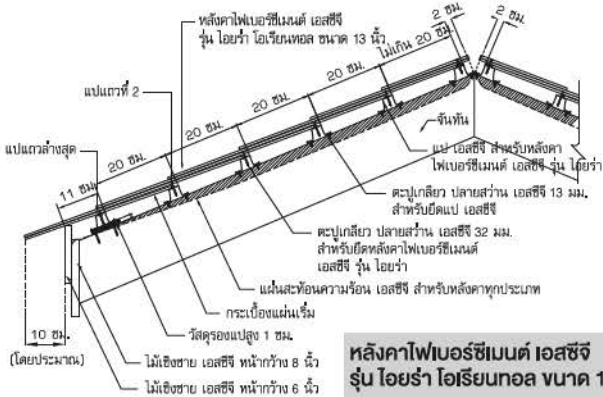 2 ซม.
2 ซม.
หลังคาไฟเบอร์ซีเมนต์ เอสซีจี
รุ่น ไอยร่า โอเรียนทอล ขนาด 13 นิ้ว
ไม่เกิน 20 ซม.
20 ซม.
20 ซม.
20 ซม.
20 ซม.
11 ซม.
แปแถวที่ 2
แปแถวล่างสุด
จันทัน
แป เอสซีจี สำหรับหลังคา
ไฟเบอร์ซีเมนต์ เอสซีจี รุ่น ไอยร่า
ตะปูเกลียว ปลายสว่าน เอสซีจี 13 มม.
สำหรับยึดแป เอสซีจี
ตะปูเกลียว ปลายสว่าน เอสซีจี 32 มม.
สำหรับยึดหลังคาไฟเบอร์ซีเมนต์
เอสซีจี รุ่น ไอยร่า
แผ่นสะท้อนความร้อน เอสซีจี สำหรับหลังคาทุกประเภท
กระเบื้องแผ่นเริ่ม
วัสดุรองแปสูง 1 ซม.
10 ซม.
(โดยประมาณ)
ไม้เชิงชาย เอสซีจี หน้ากว้าง 8 นิ้ว
ไม้เชิงชาย เอสซีจี หน้ากว้าง 6 นิ้ว
หลังคาไฟเบอร์ซีเมนต์ เอสซีจี
รุ่น ไอยร่า โอเรียนทอล ขนาด 1